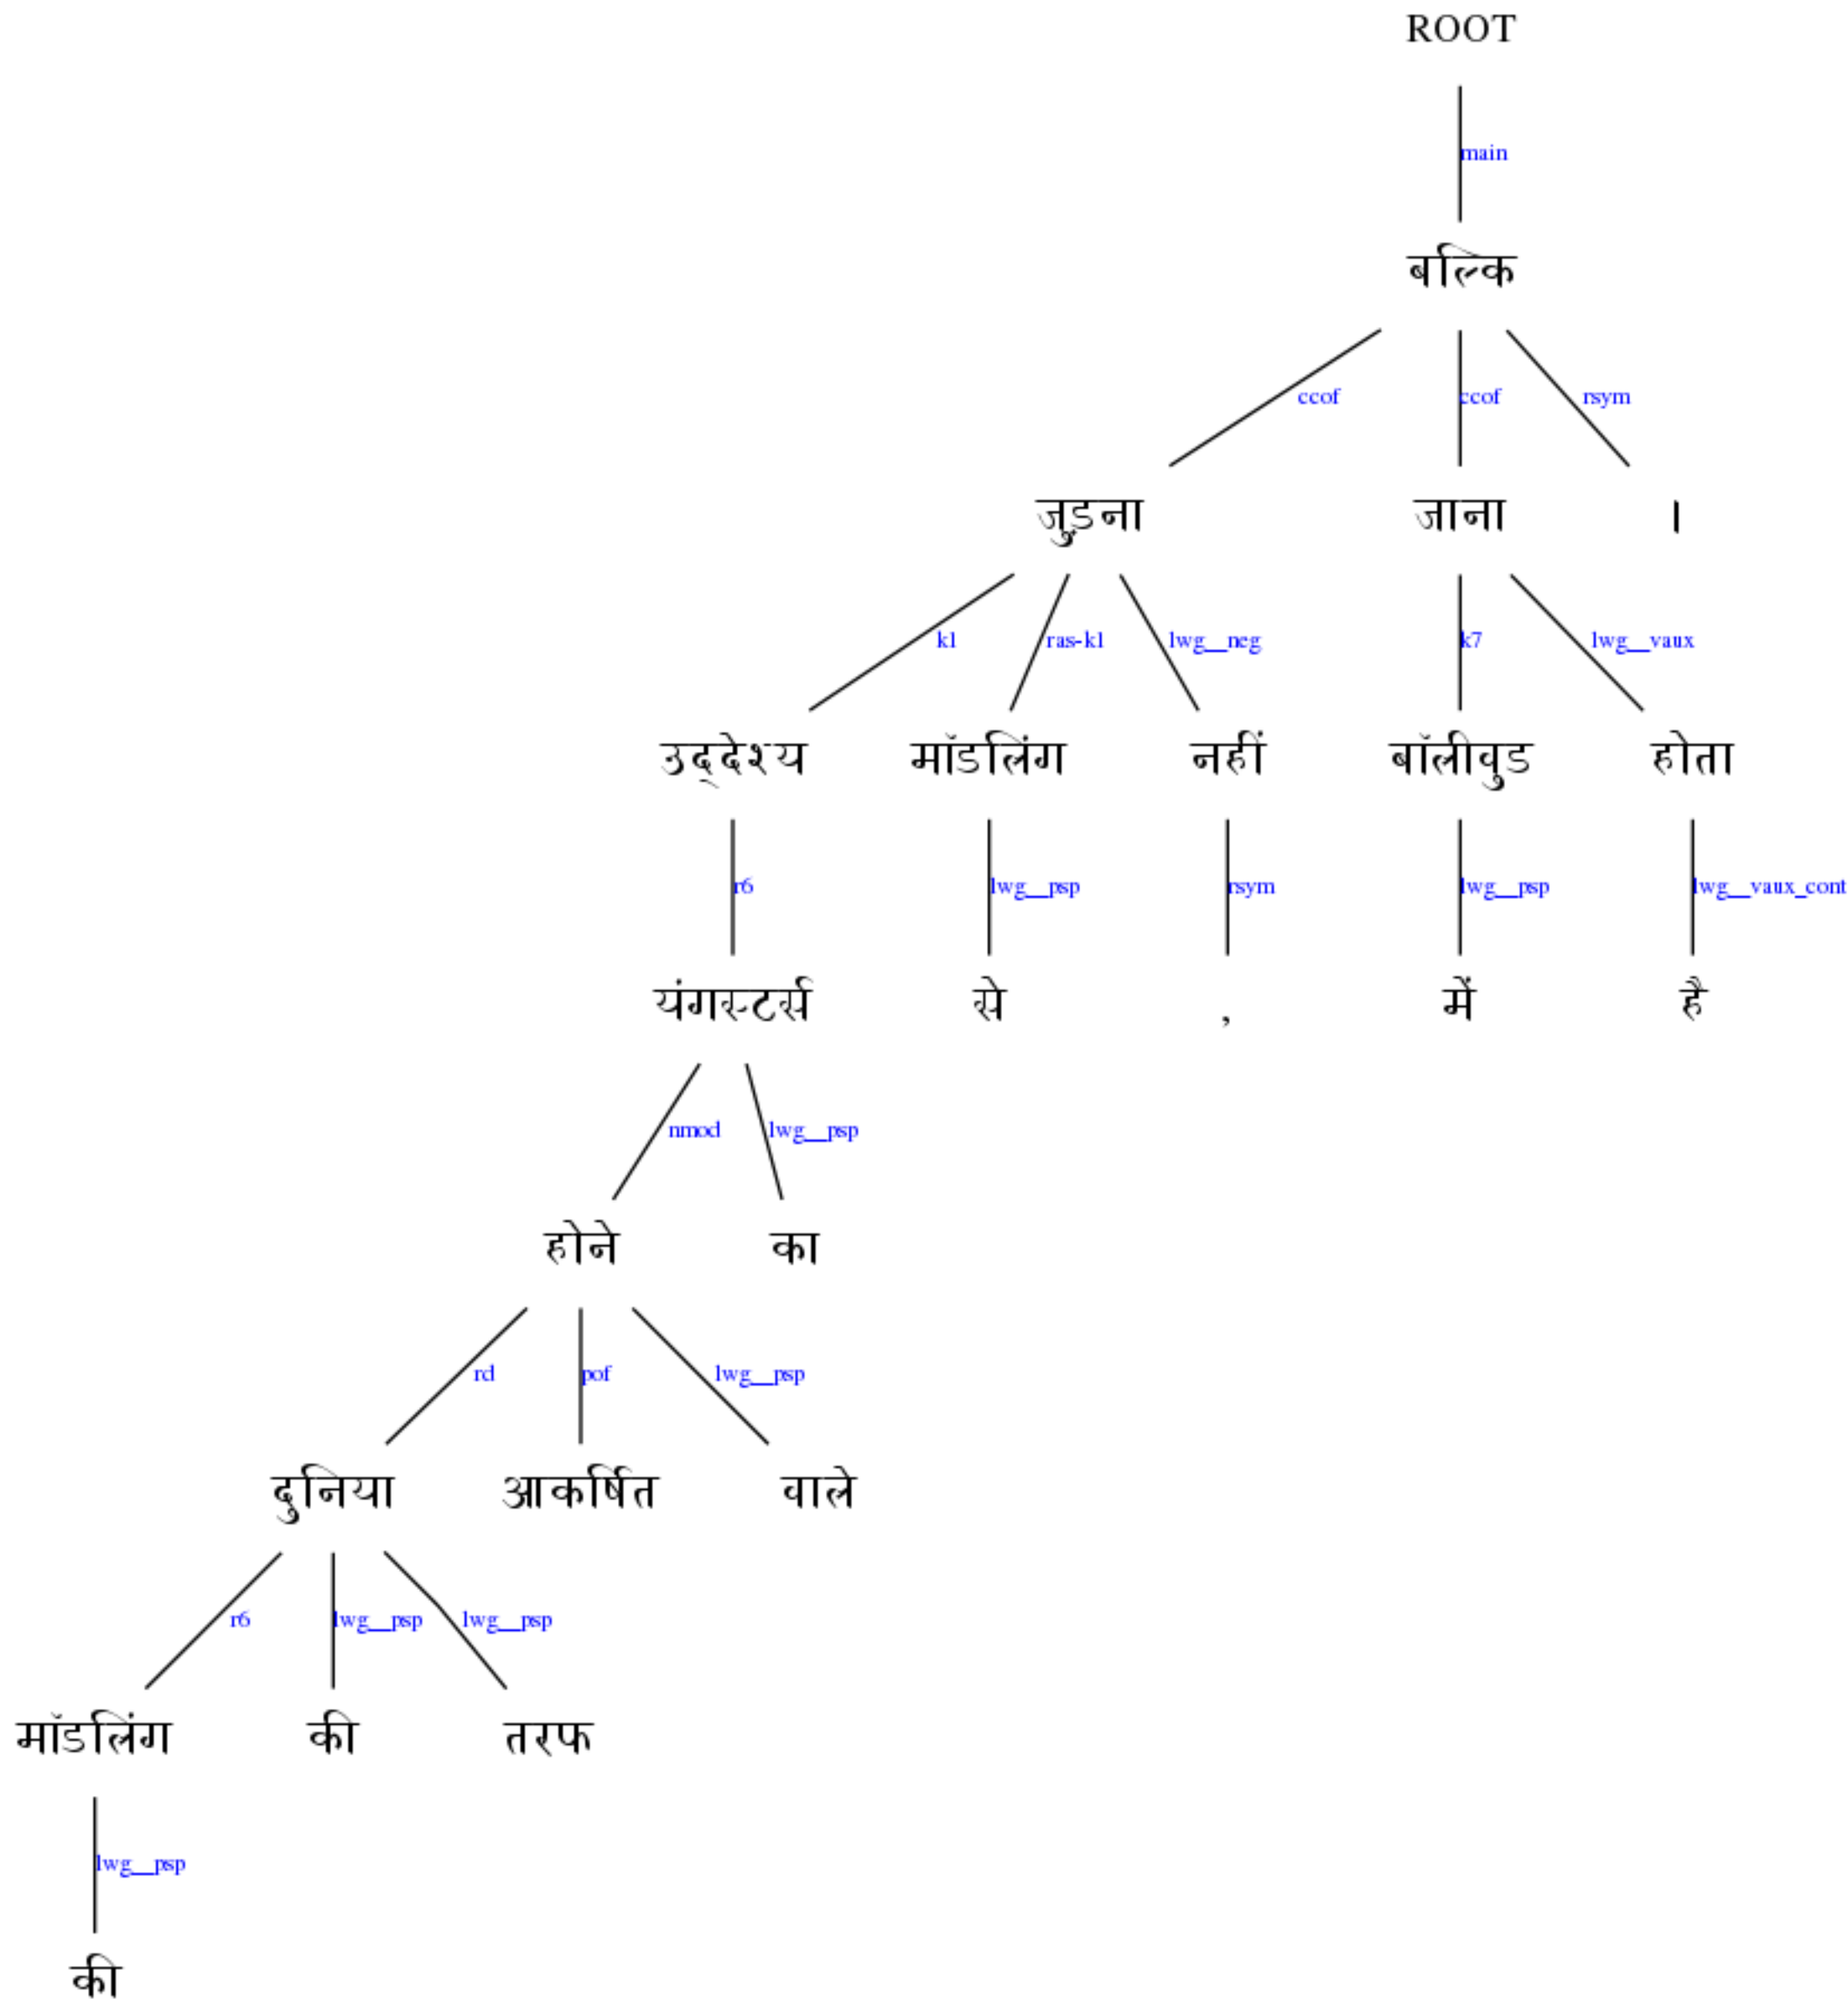 ROOT
main
बल्कि
ccof ccof rsym
जुड़ना जाना ।
k1 ras-k1 lwg__neg k7 lwg__vaux
उद्देश्य मॉडलिंग नहीं बॉलीवुड होता
r6 lwg__psp rsym lwg__psp lwg__vaux_cont
यंगस्टर्स से , में है
nmod lwg__psp
होने का
rd pof lwg__psp
दुनिया आकर्षित वाले
r6 lwg__psp lwg__psp
मॉडलिंग की तरफ
lwg__psp
की